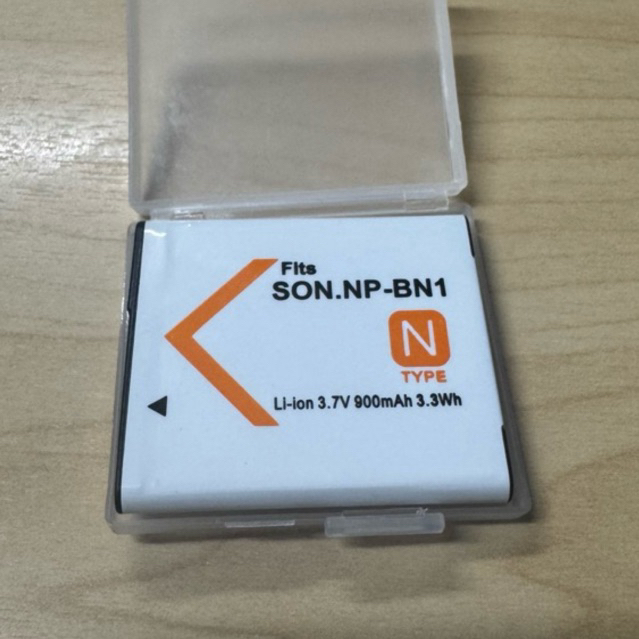 Fits
SON.NP-BN1
N
TYPE
Li-ion 3.7V 900mAh 3.3Wh